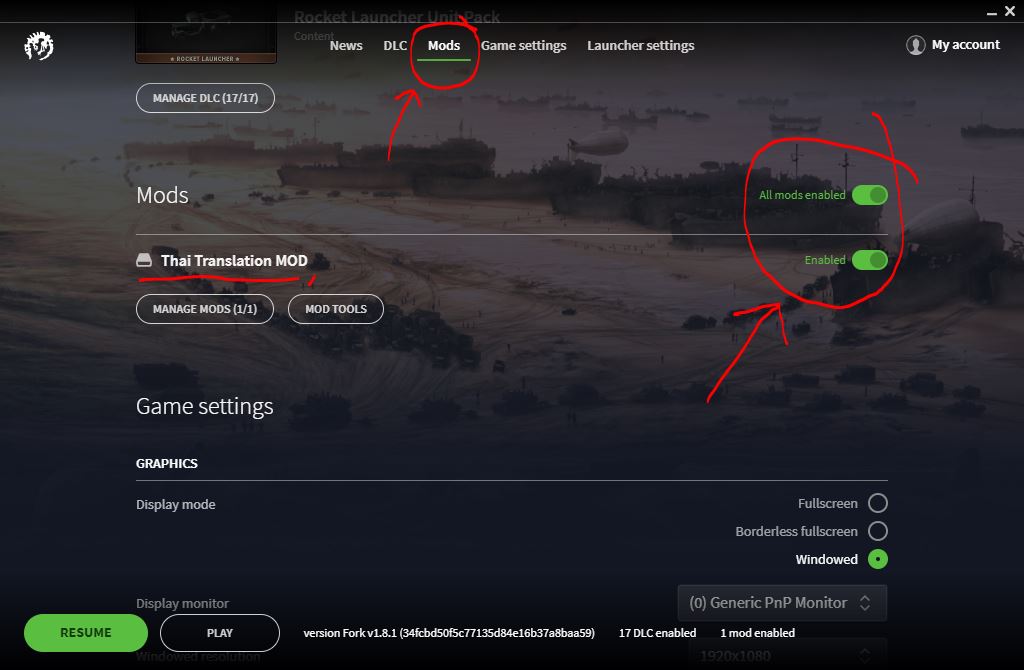 Rocket Launcher Unit Pack
Content
News DLC Mods Game settings Launcher settings My account
★ ROCKET LAUNCHER ★
MANAGE DLC (17/17)
Mods All mods enabled
Thai Translation MOD Enabled
MANAGE MODS (1/1) MOD TOOLS
Game settings
GRAPHICS
Display mode Fullscreen
Borderless fullscreen
Windowed
Display monitor (0) Generic PnP Monitor
RESUME PLAY version Fork v1.8.1 (34fcbd50f5c77135d84e16b37a8baa59) 17 DLC enabled 1 mod enabled
Windowed resolution 1920x1080